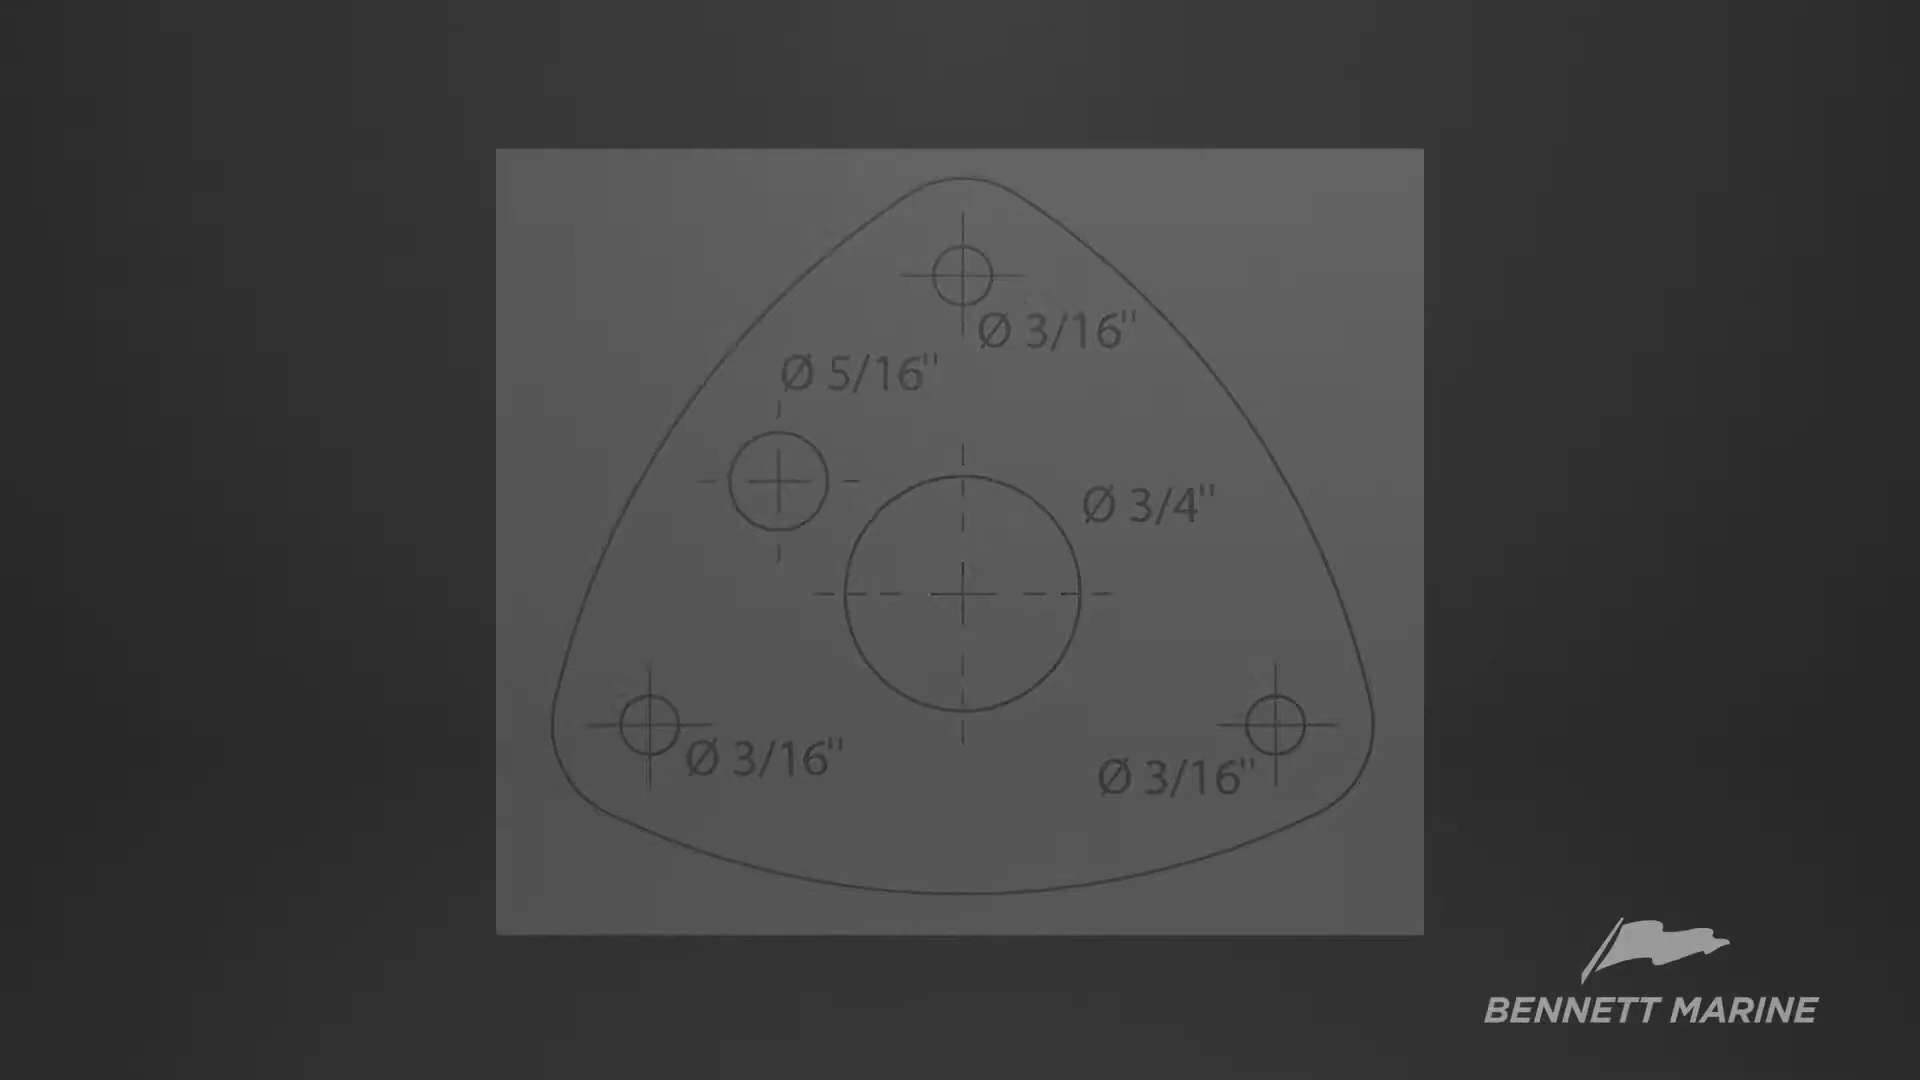 Ø 3/16"
Ø 5/16"
Ø 3/4"
Ø 3/16"
Ø 3/16"
BENNETT MARINE